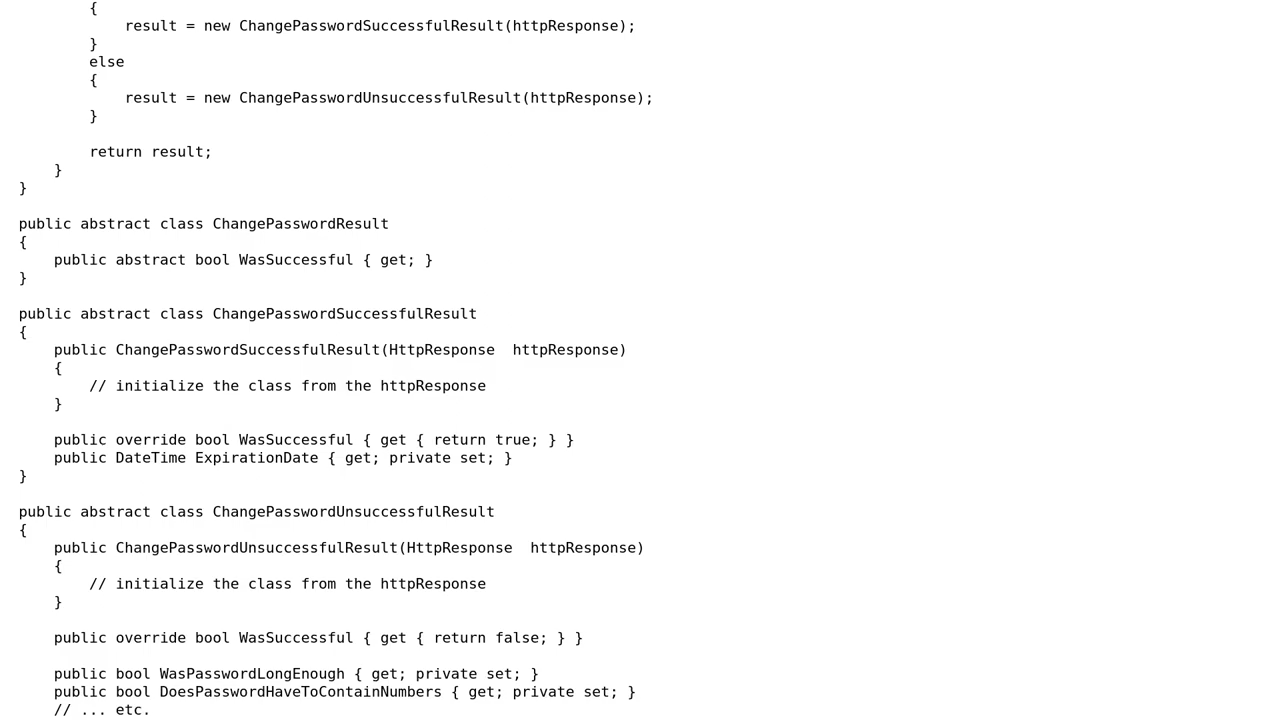 {
            result = new ChangePasswordSuccessfulResult(httpResponse);
        }
        else
        {
            result = new ChangePasswordUnsuccessfulResult(httpResponse);
        }

        return result;
    }
}

public abstract class ChangePasswordResult
{
    public abstract bool WasSuccessful { get; }
}

public abstract class ChangePasswordSuccessfulResult
{
    public ChangePasswordSuccessfulResult(HttpResponse  httpResponse)
    {
        // initialize the class from the httpResponse
    }

    public override bool WasSuccessful { get { return true; } }
    public DateTime ExpirationDate { get; private set; }
}

public abstract class ChangePasswordUnsuccessfulResult
{
    public ChangePasswordUnsuccessfulResult(HttpResponse  httpResponse)
    {
        // initialize the class from the httpResponse
    }

    public override bool WasSuccessful { get { return false; } }

    public bool WasPasswordLongEnough { get; private set; }
    public bool DoesPasswordHaveToContainNumbers { get; private set; }
    // ... etc.